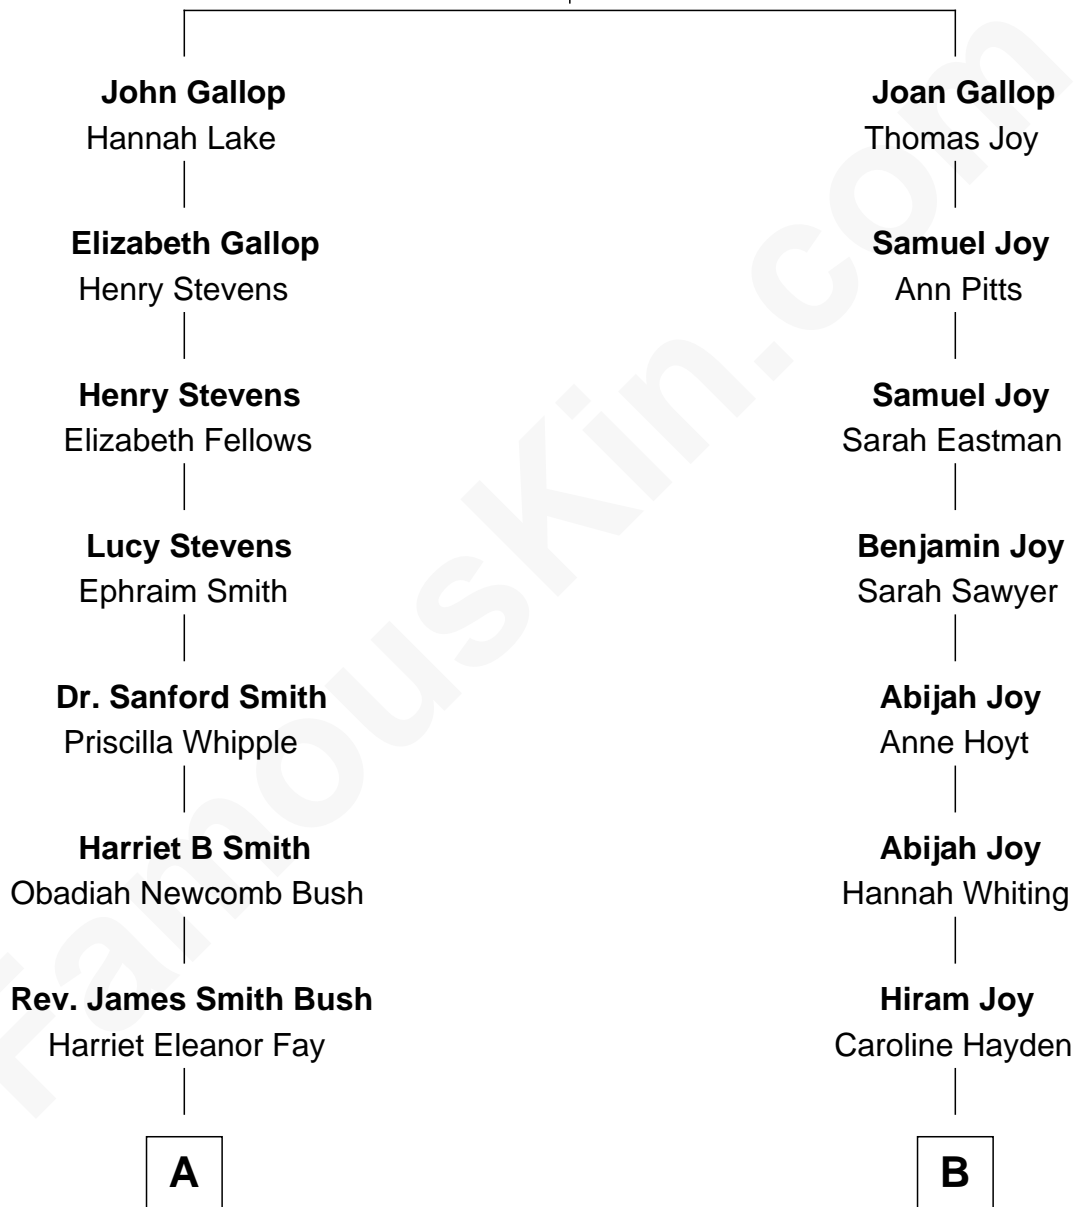 John Gallop
Hannah Lake
Joan Gallop
Thomas Joy
Elizabeth Gallop
Henry Stevens
Samuel Joy
Ann Pitts
Henry Stevens
Elizabeth Fellows
Samuel Joy
Sarah Eastman
Lucy Stevens
Ephraim Smith
Benjamin Joy
Sarah Sawyer
Dr. Sanford Smith
Priscilla Whipple
Abijah Joy
Anne Hoyt
Harriet B Smith
Obadiah Newcomb Bush
Abijah Joy
Hannah Whiting
Rev. James Smith Bush
Harriet Eleanor Fay
Hiram Joy
Caroline Hayden
A
B
FamousKin.com